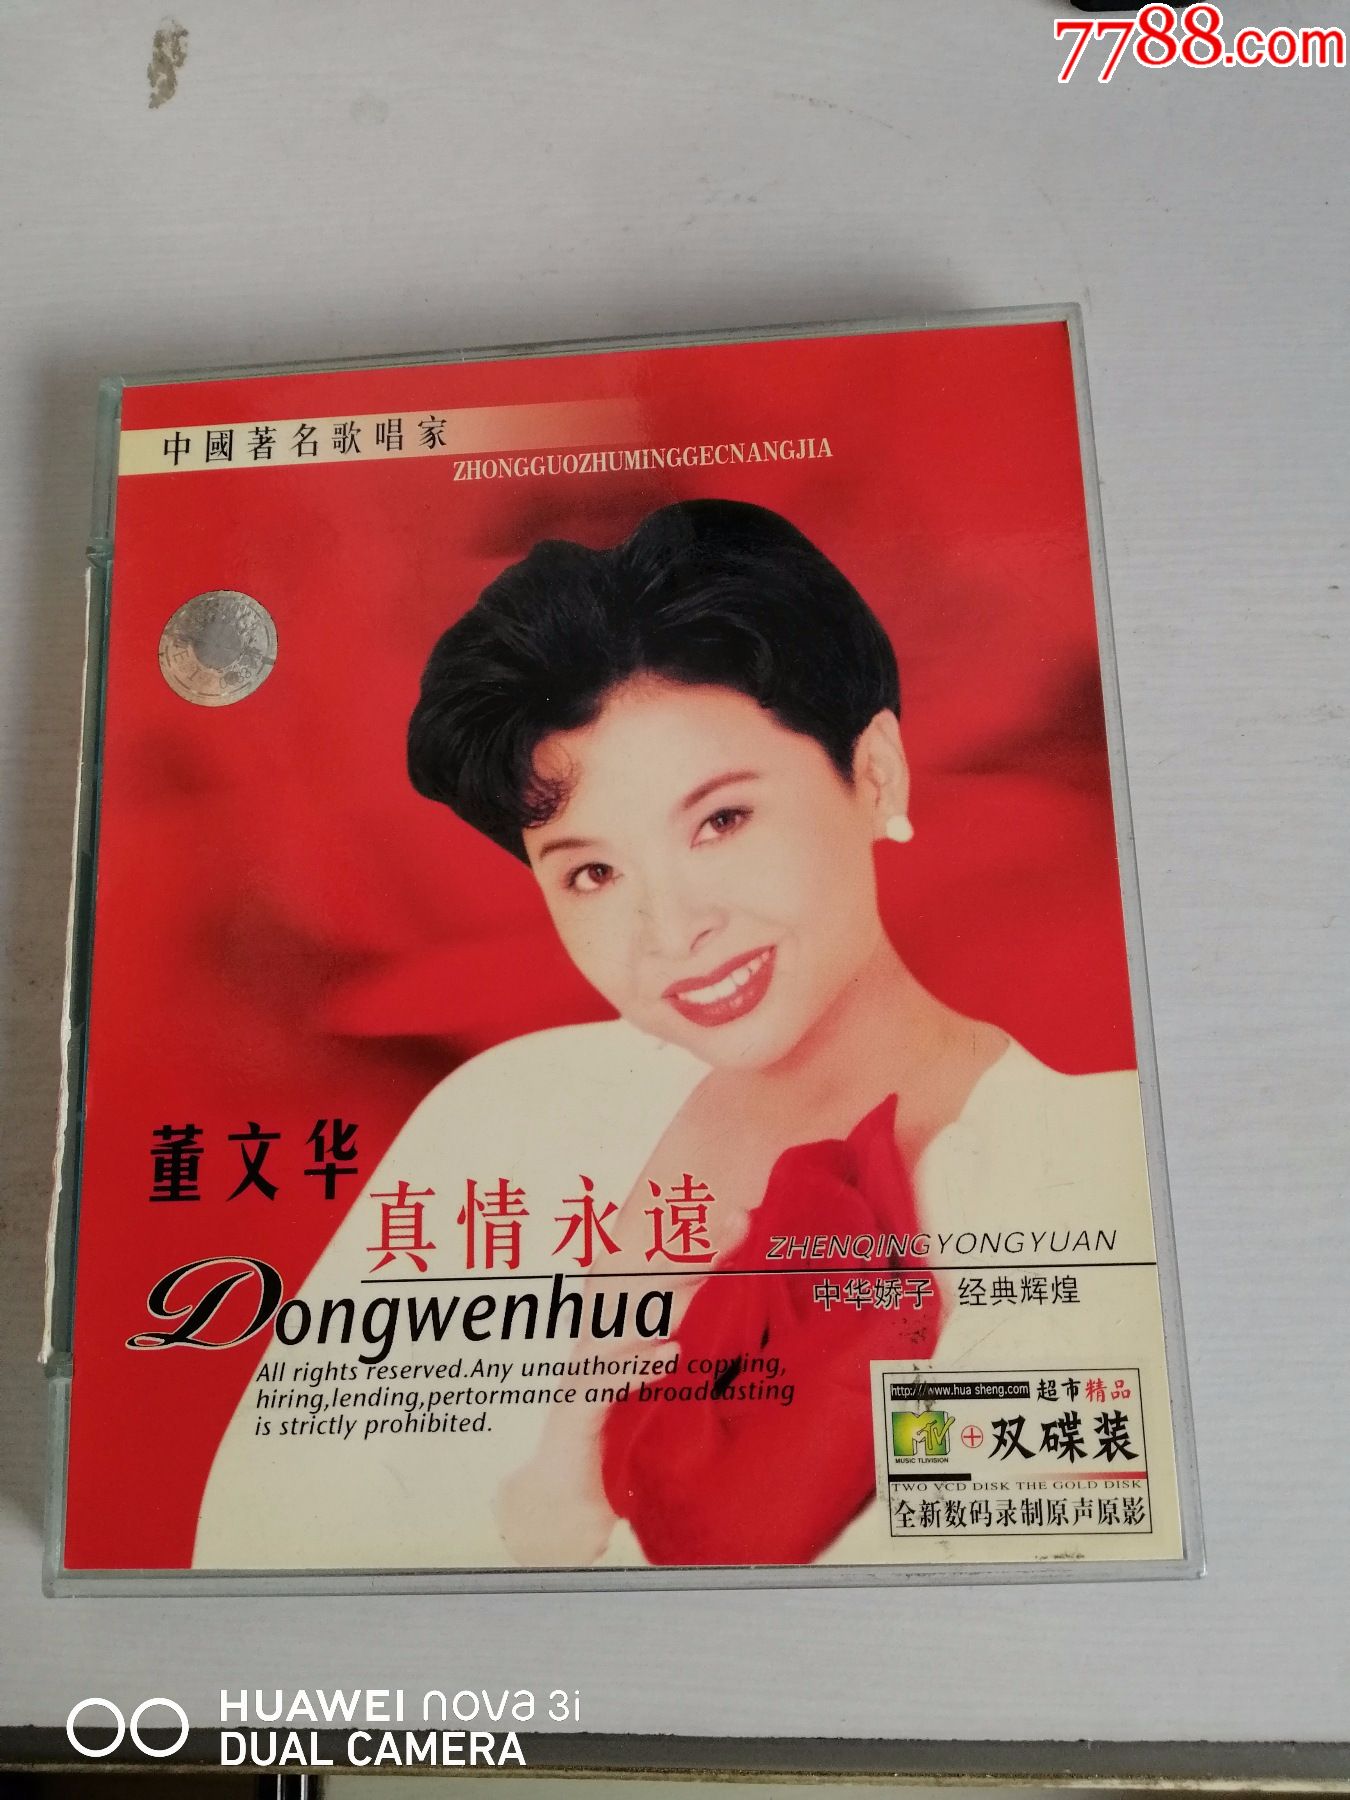 7788.com
中國著名歌唱家
ZHONGGUOZHUMINGGECNANGJIA
董文华
真情永遠
ZHENQINGYONGYUAN
Dongwenhua
中华娇子 经典辉煌
All rights reserved.Any unauthorized copying,
hiring,lending,pertormance and broadcasting
is strictly prohibited.
http://www.hua sheng.com 超市精品
MTV + 双碟装
MUSIC TLIVISION
TWO VCD DISK THE GOLD DISK
全新数码录制原声原影
HUAWEI nova 3i
DUAL CAMERA